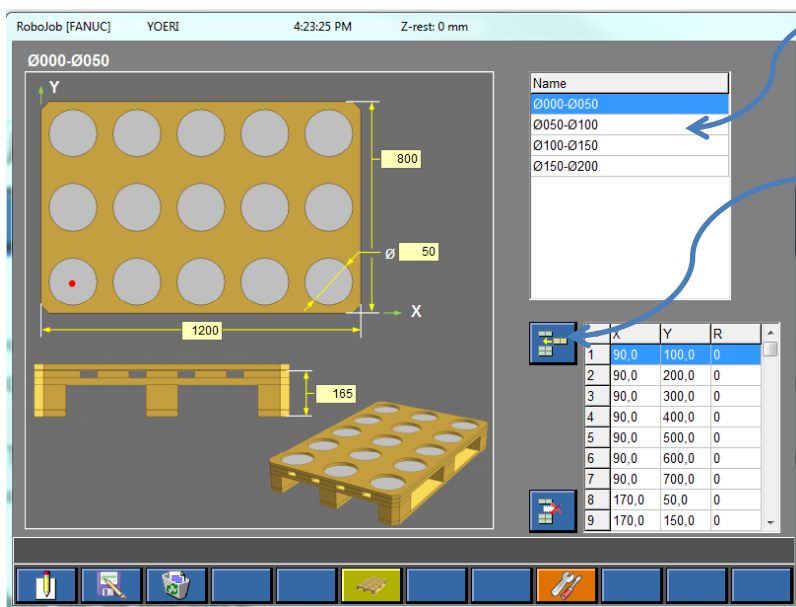 RoboJob [FANUC] YOERI 4:23:25 PM Z-rest: 0 mm
Ø000-Ø050
Y
800
Ø 50
X
1200
165
Name
Ø000-Ø050
Ø050-Ø100
Ø100-Ø150
Ø150-Ø200
X Y R
1 90,0 100,0 0
2 90,0 200,0 0
3 90,0 300,0 0
4 90,0 400,0 0
5 90,0 500,0 0
6 90,0 600,0 0
7 90,0 700,0 0
8 170,0 50,0 0
9 170,0 150,0 0